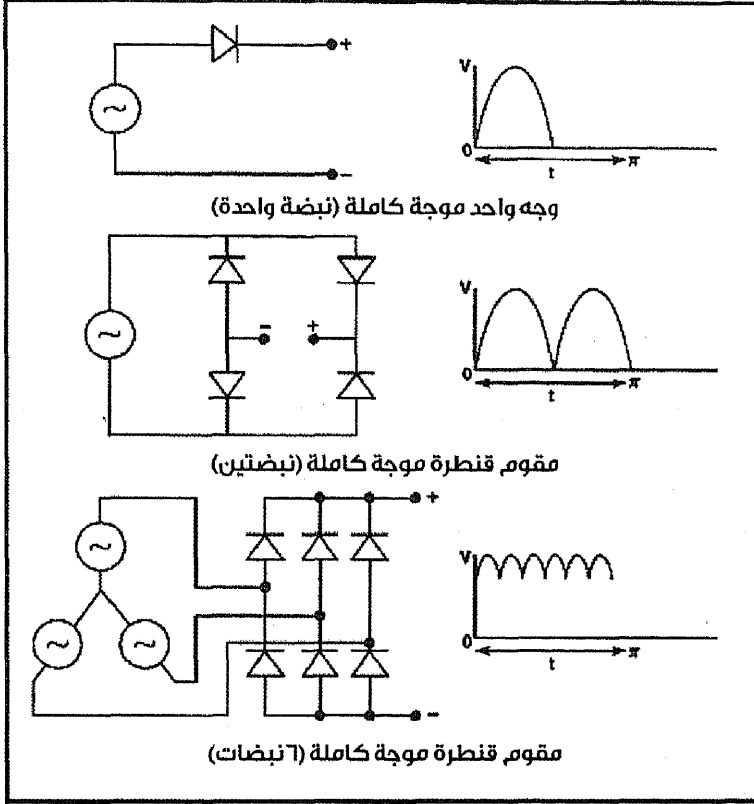 +
V
~
0
π
t
-
وجه واحد موجة كاملة (نبضة واحدة)
V
~
- +
0
π
t
مقوم قنطرة موجة كاملة (نبضتين)
+
~
V
~ ~
0
π
t
-
مقوم قنطرة موجة كاملة (٦ نبضات)